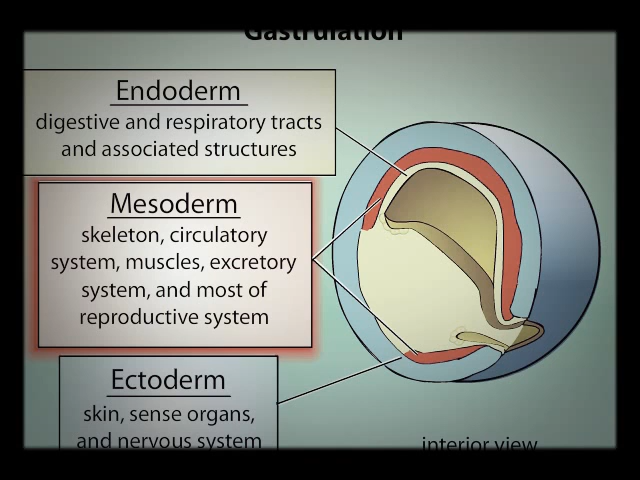 Gastrulation
Endoderm
digestive and respiratory tracts
and associated structures
Mesoderm
skeleton, circulatory
system, muscles, excretory
system, and most of
reproductive system
Ectoderm
skin, sense organs,
and nervous system
interior view